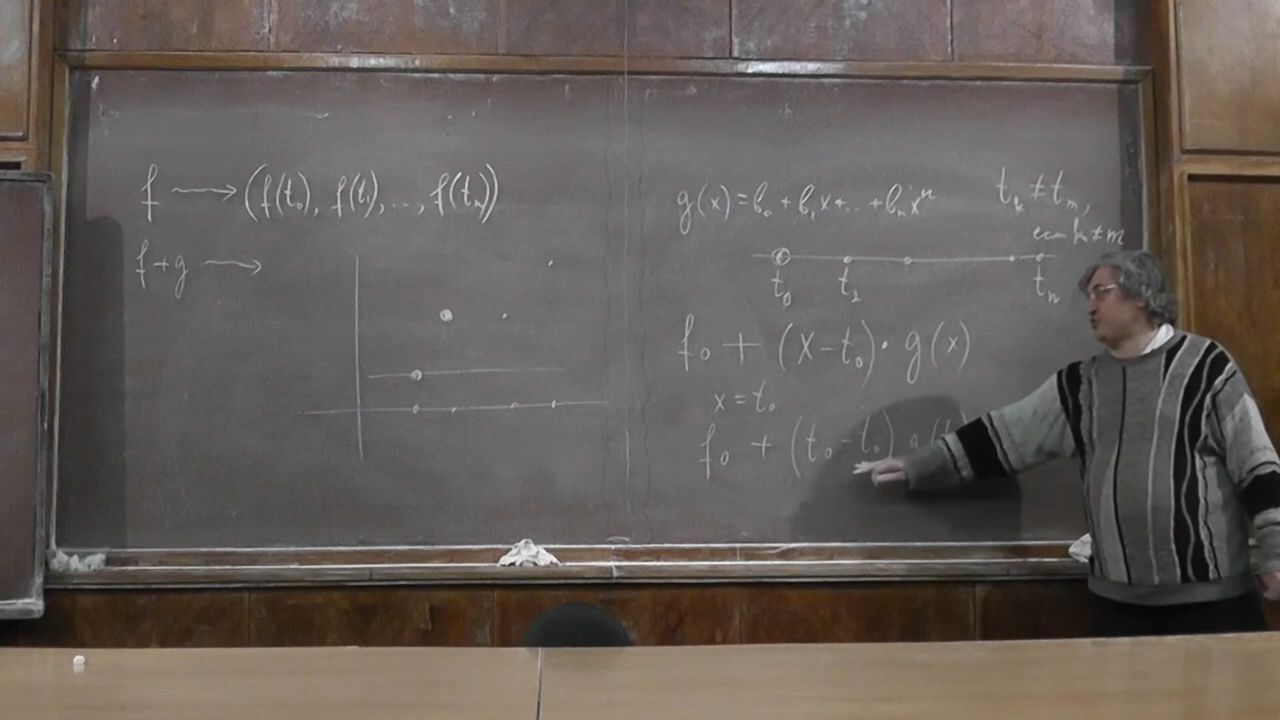 f ⟶ (f(t₀), f(t₁), ..., f(tₙ))
f+g ⟶
g(x)=b₀+b₁x+...+bₙxⁿ
tₖ≠tₘ,
если k≠m
t₀ t₁ tₙ
f₀+(x-t₀)·g(x)
x=t₀
f₀+(t₀-t₀)